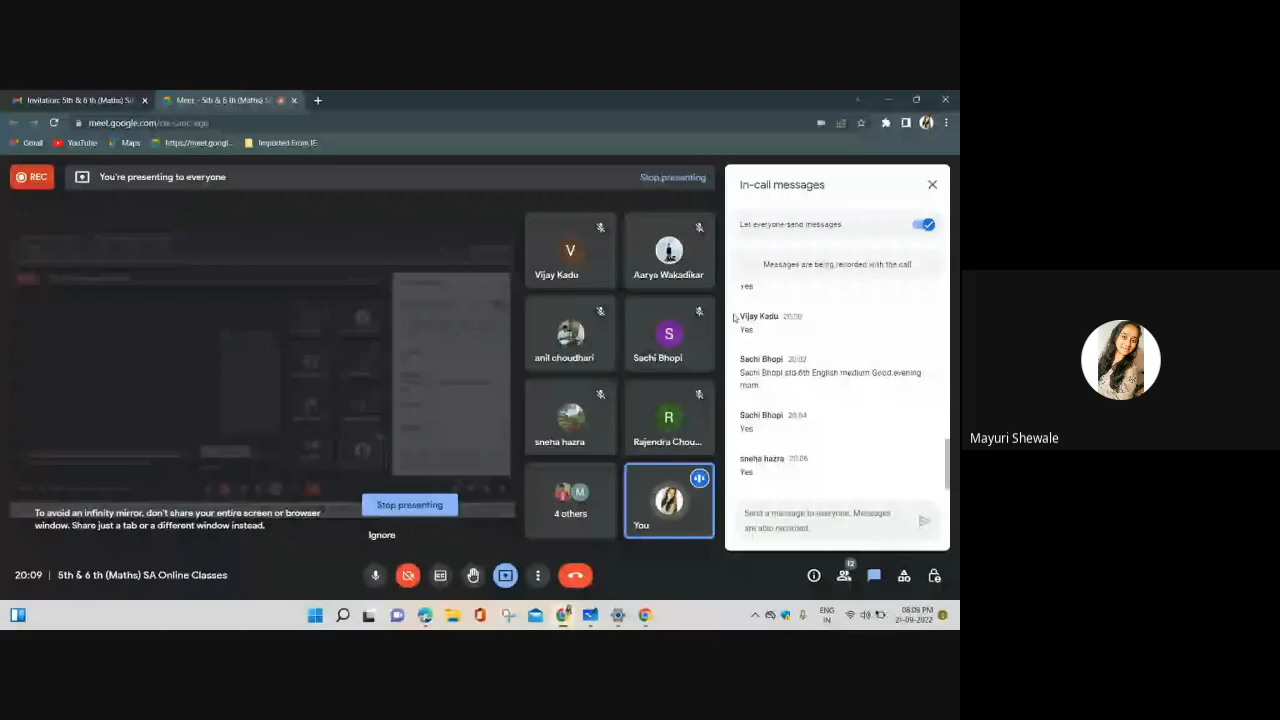 Invitation: 5th & 6 th (Maths) SA
Meet - 5th & 6 th (Maths) S
meet.google.com/
Gmail
YouTube
Maps
https://meet.googl...
Imported From IE
REC
You're presenting to everyone
Stop presenting
In-call messages
Let everyone send messages
Messages are being recorded with the call
Yes
Vijay Kadu 20:00
Yes
Sachi Bhopi 20:02
Sachi Bhopi std 6th English medium Good evening
mam
Sachi Bhopi 20:04
Yes
sneha hazra 20:06
Yes
Send a message to everyone. Messages
are also recorded.
V
Vijay Kadu
Aarya Wakadikar
anil choudhari
S
Sachi Bhopi
sneha hazra
R
Rajendra Chou...
M
4 others
You
To avoid an infinity mirror, don't share your entire screen or browser
window. Share just a tab or a different window instead.
Stop presenting
Ignore
20:09 | 5th & 6 th (Maths) SA Online Classes
12
ENG
IN
08:09 PM
21-09-2022
Mayuri Shewale